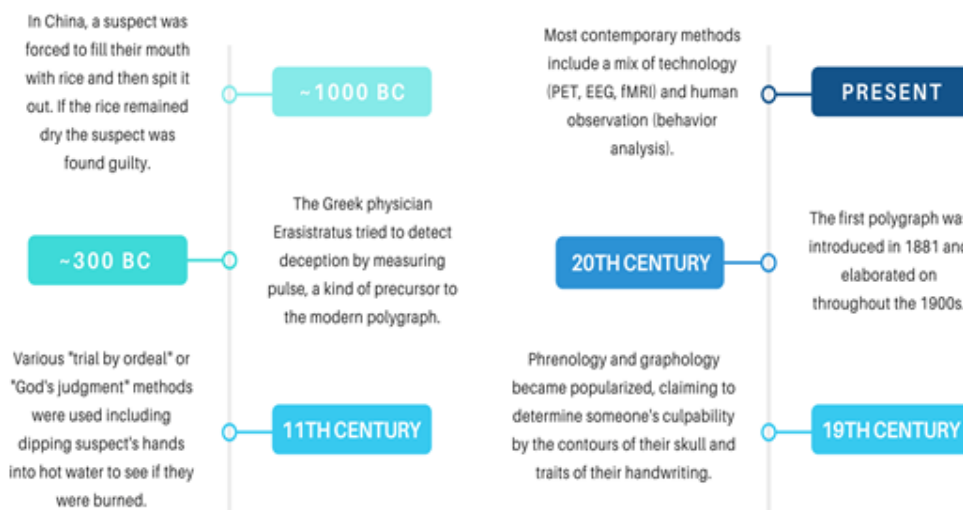 In China, a suspect was
forced to fill their mouth
with rice and then spit it
out. If the rice remained
dry the suspect was
found guilty.
~1000 BC
~300 BC
The Greek physician
Erasistratus tried to detect
deception by measuring
pulse, a kind of precursor to
the modern polygraph.
Various "trial by ordeal" or
"God's judgment" methods
were used including
dipping suspect's hands
into hot water to see if they
were burned.
11TH CENTURY
Most contemporary methods
include a mix of technology
(PET, EEG, fMRI) and human
observation (behavior
analysis).
PRESENT
20TH CENTURY
The first polygraph was
introduced in 1881 and
elaborated on
throughout the 1900s.
Phrenology and graphology
became popularized, claiming to
determine someone's culpability
by the contours of their skull and
traits of their handwriting.
19TH CENTURY